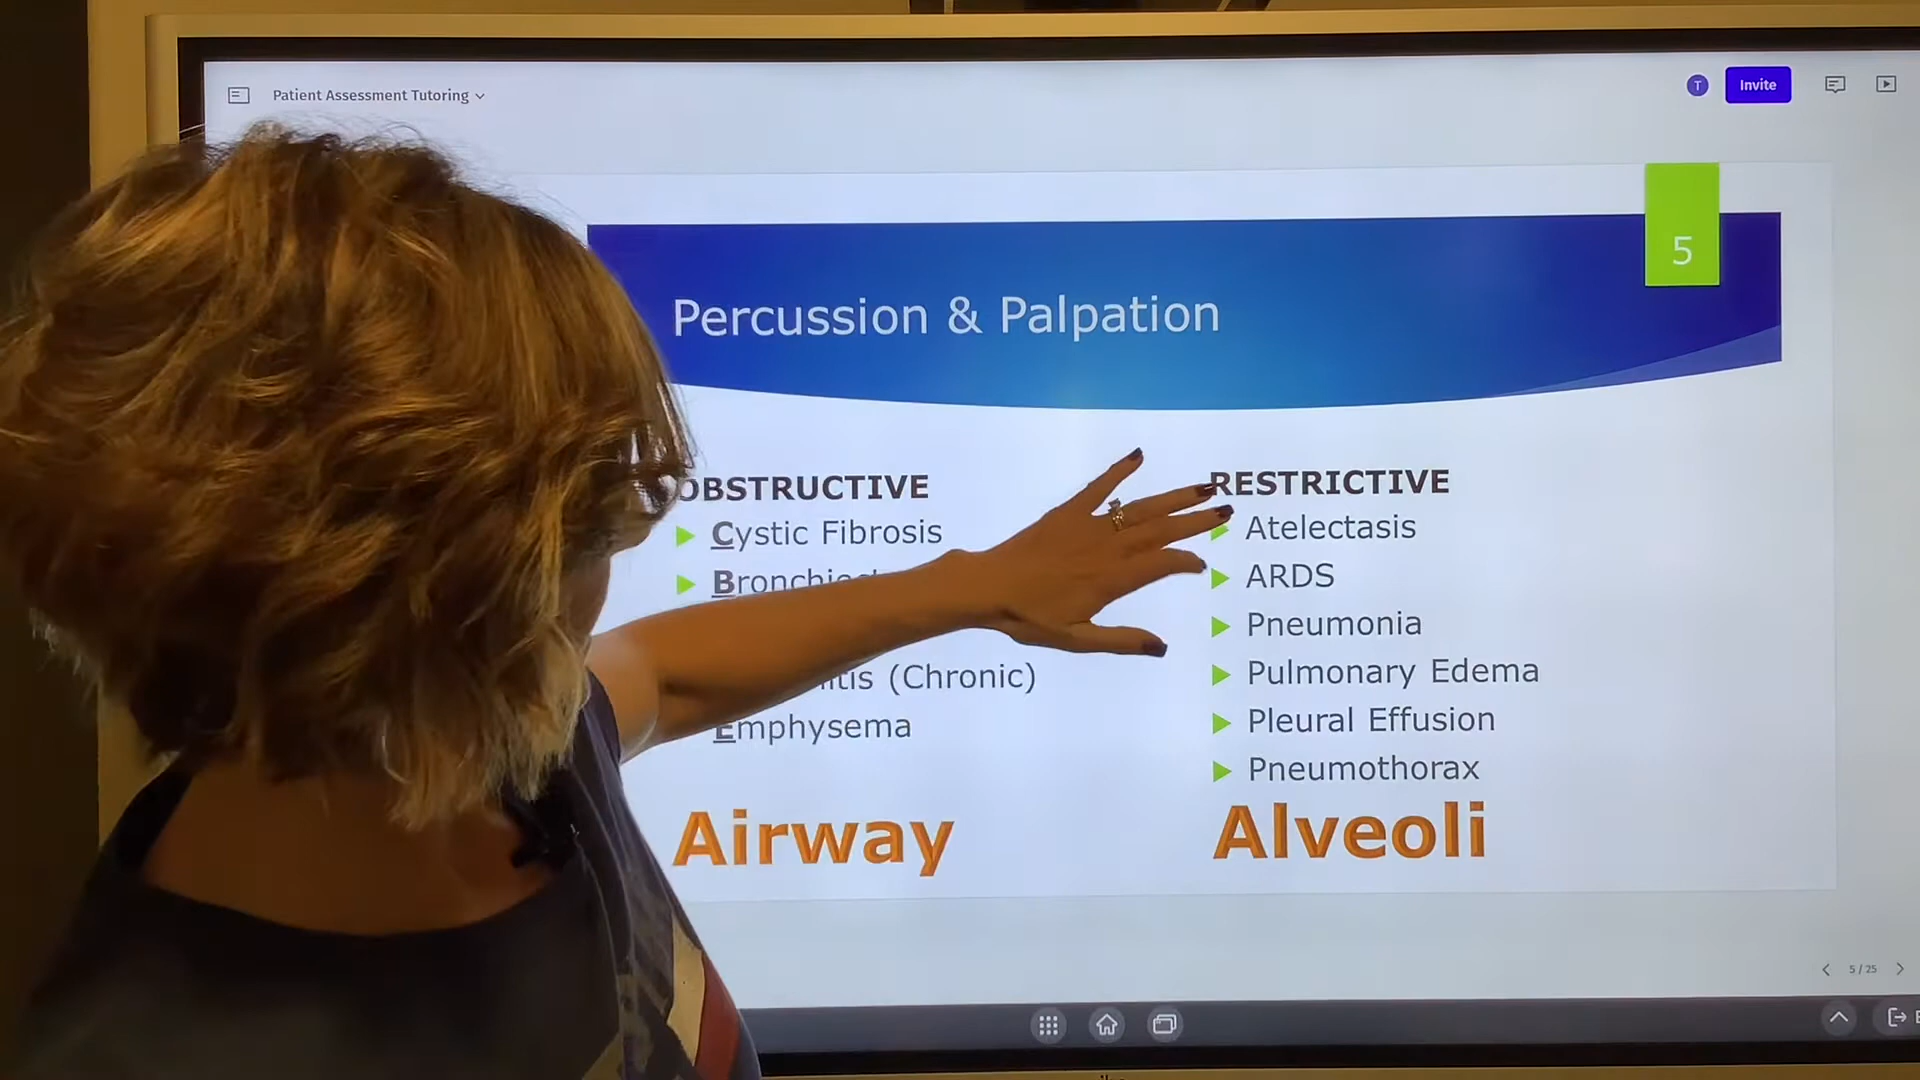 Patient Assessment Tutoring
T
Invite
5
Percussion & Palpation
OBSTRUCTIVE
Cystic Fibrosis
(Chronic)
Emphysema
Airway
RESTRICTIVE
Atelectasis
ARDS
Pneumonia
Pulmonary Edema
Pleural Effusion
Pneumothorax
Alveoli
5 / 25